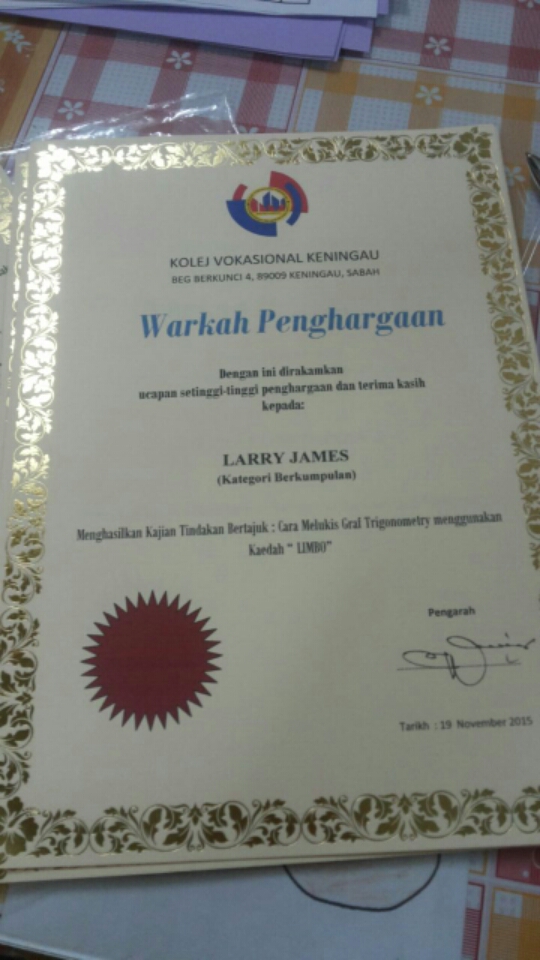 KOLEJ VOKASIONAL KENINGAU
BEG BERKUNCI 4, 89009 KENINGAU, SABAH
Warkah Penghargaan
Dengan ini dirakamkan
ucapan setinggi-tinggi penghargaan dan terima kasih
kepada:
LARRY JAMES
(Kategori Berkumpulan)
Menghasilkan Kajian Tindakan Bertajuk : Cara Melukis Graf Trigonometry menggunakan
Kaedah " LIMBO"
Pengarah
Tarikh : 19 November 2015